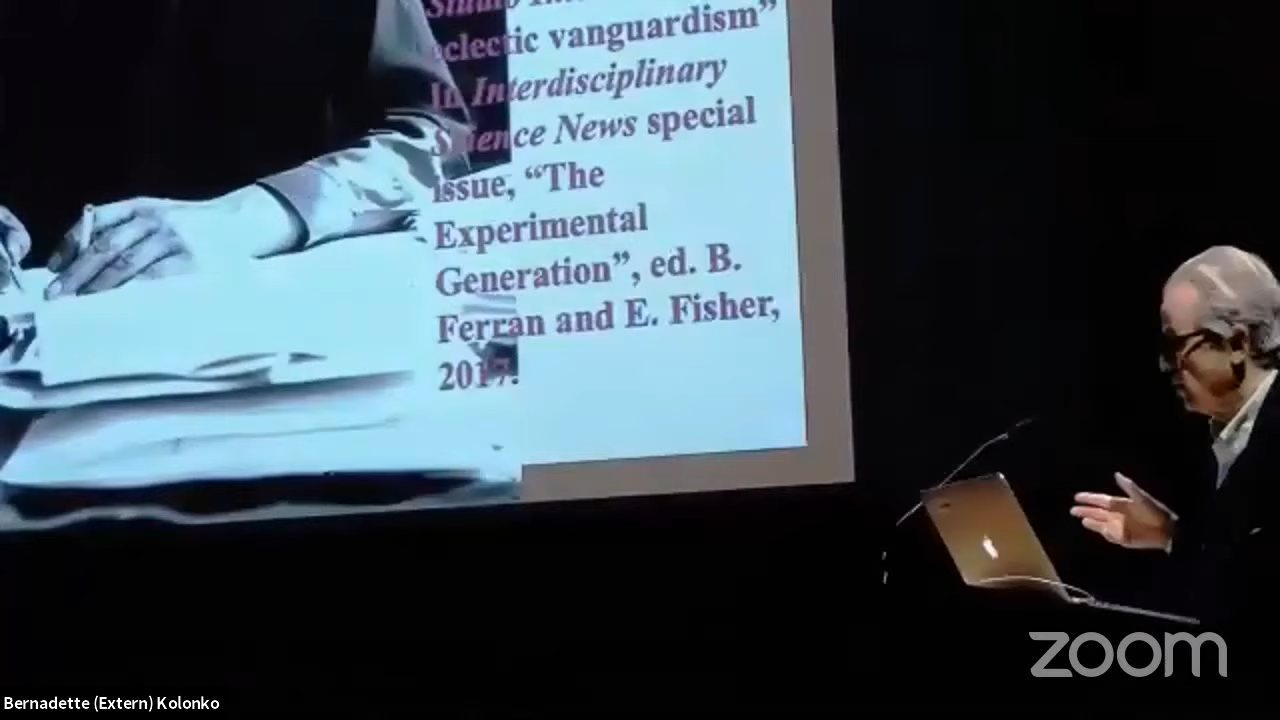 eclectic vanguardism”
In Interdisciplinary
Science News special
issue, “The
Experimental
Generation”, ed. B.
Ferran and E. Fisher,
2017.
zoom
Bernadette (Extern) Kolonko